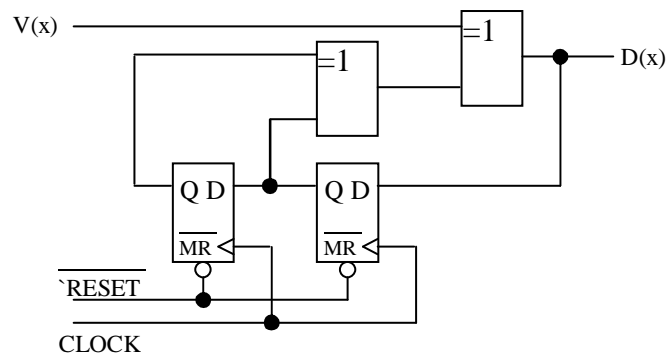 V(x)
=1
=1
D(x)
Q D
Q D
MR
MR
`RESET
CLOCK